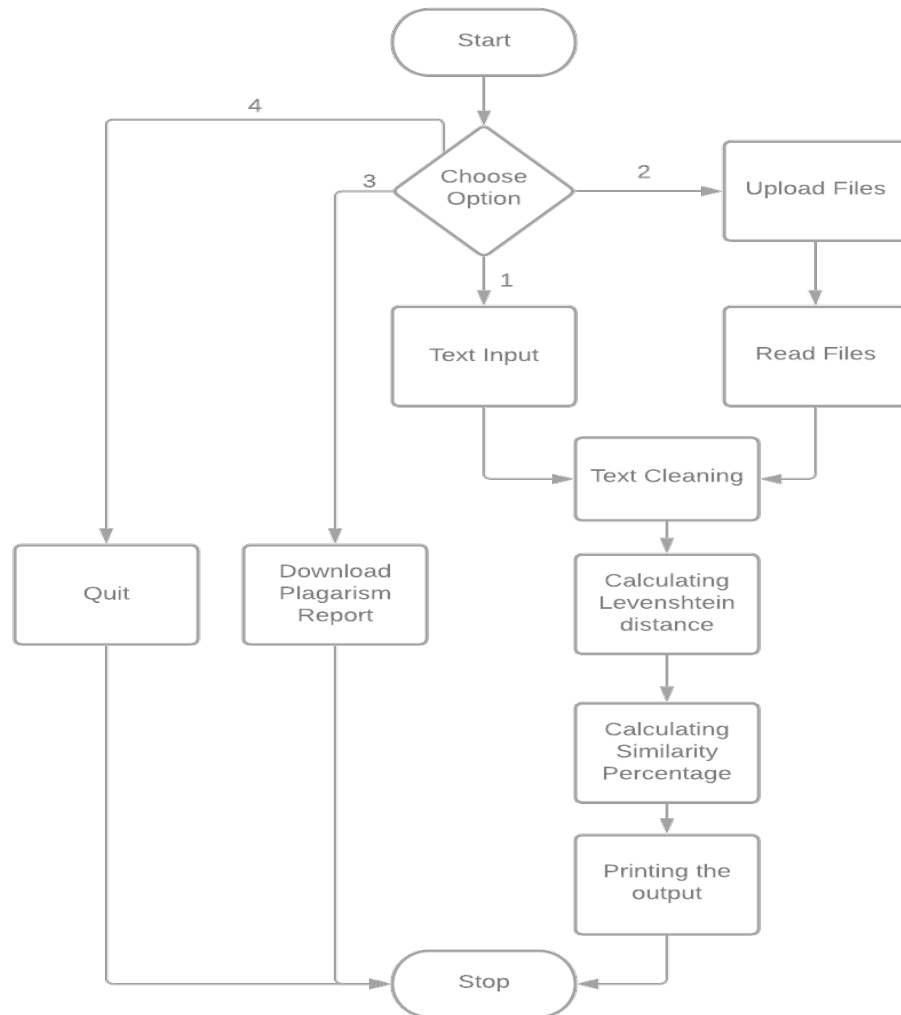 Start
4
Choose
Option
3
2
Upload Files
1
Text Input
Read Files
Text Cleaning
Quit
Download
Plagarism
Report
Calculating
Levenshtein
distance
Calculating
Similarity
Percentage
Printing the
output
Stop